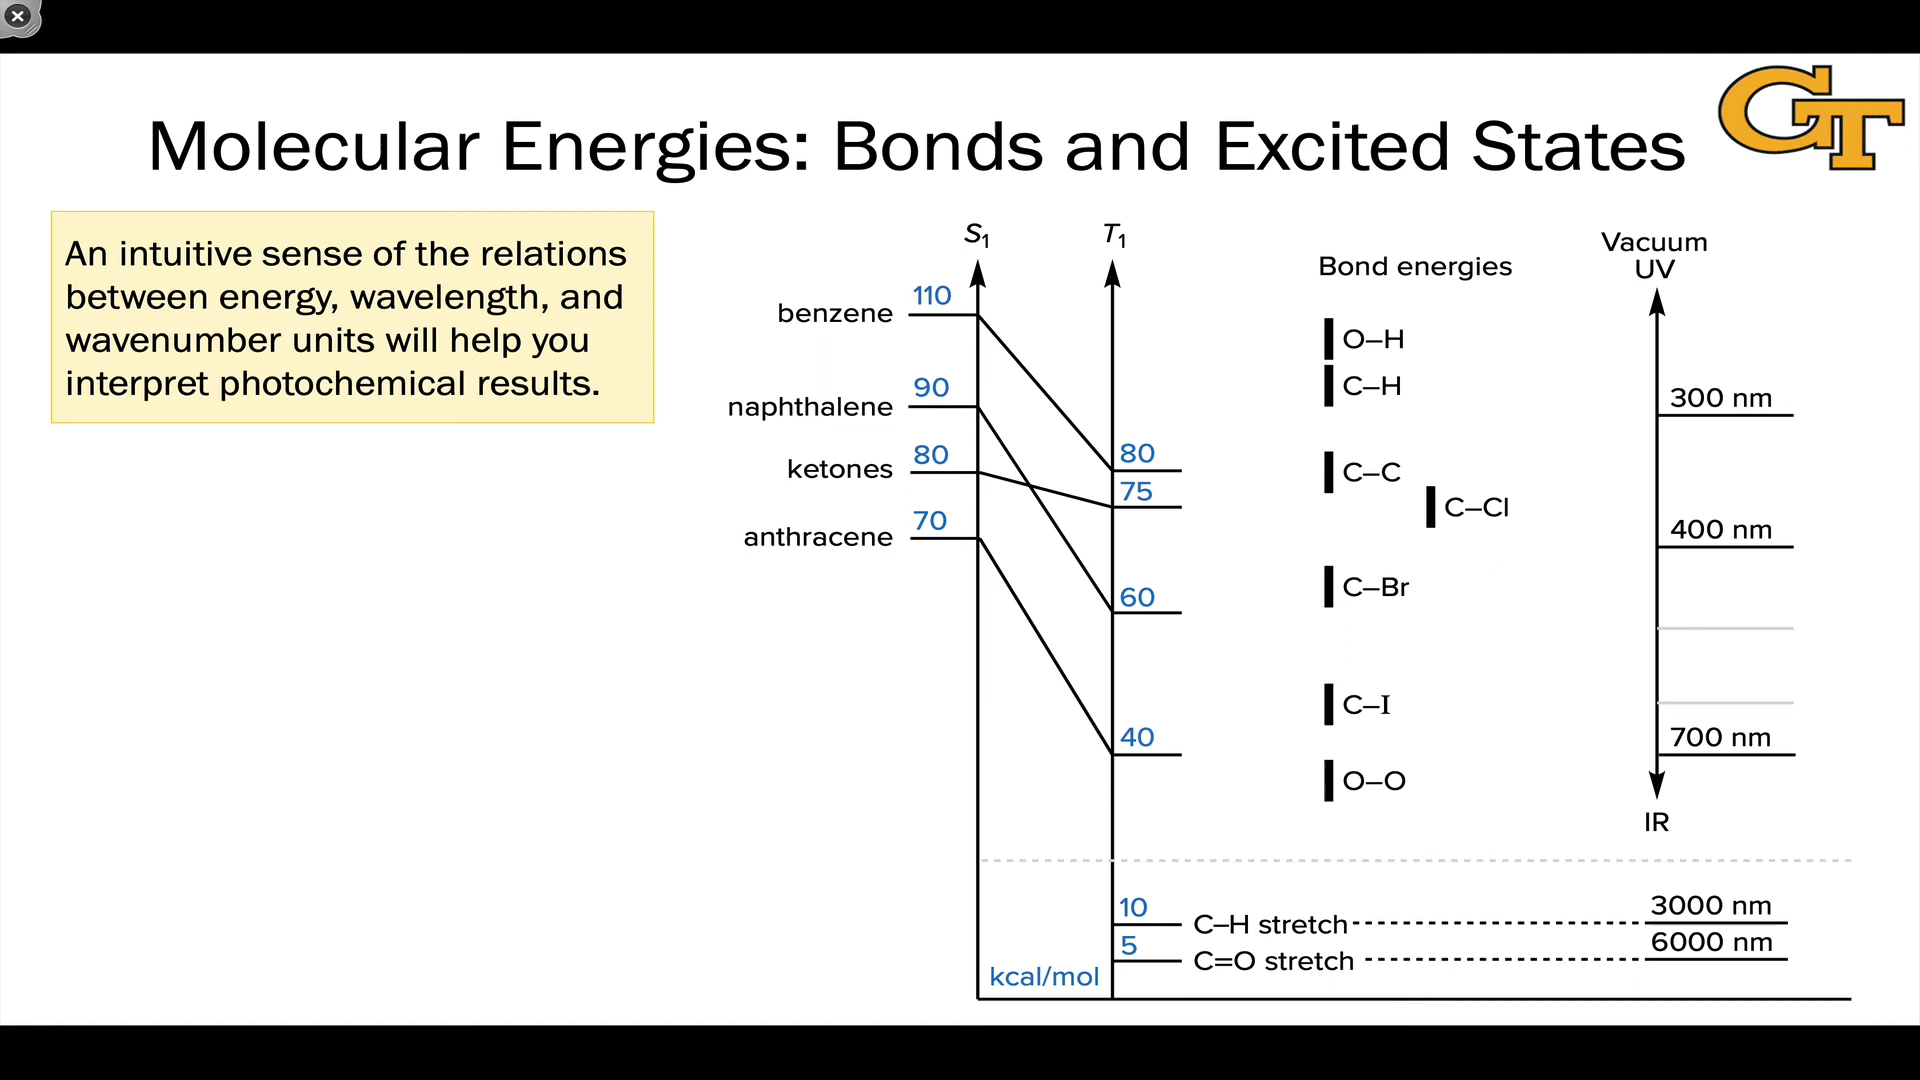 GT
Molecular Energies: Bonds and Excited States
An intuitive sense of the relations
between energy, wavelength, and
wavenumber units will help you
interpret photochemical results.
S₁
T₁
Bond energies
Vacuum
UV
benzene
110
naphthalene
90
ketones
80
anthracene
70
80
75
60
40
O–H
C–H
C–C
C–Cl
C–Br
C–I
O–O
300 nm
400 nm
700 nm
IR
10
C–H stretch
3000 nm
5
C=O stretch
6000 nm
kcal/mol